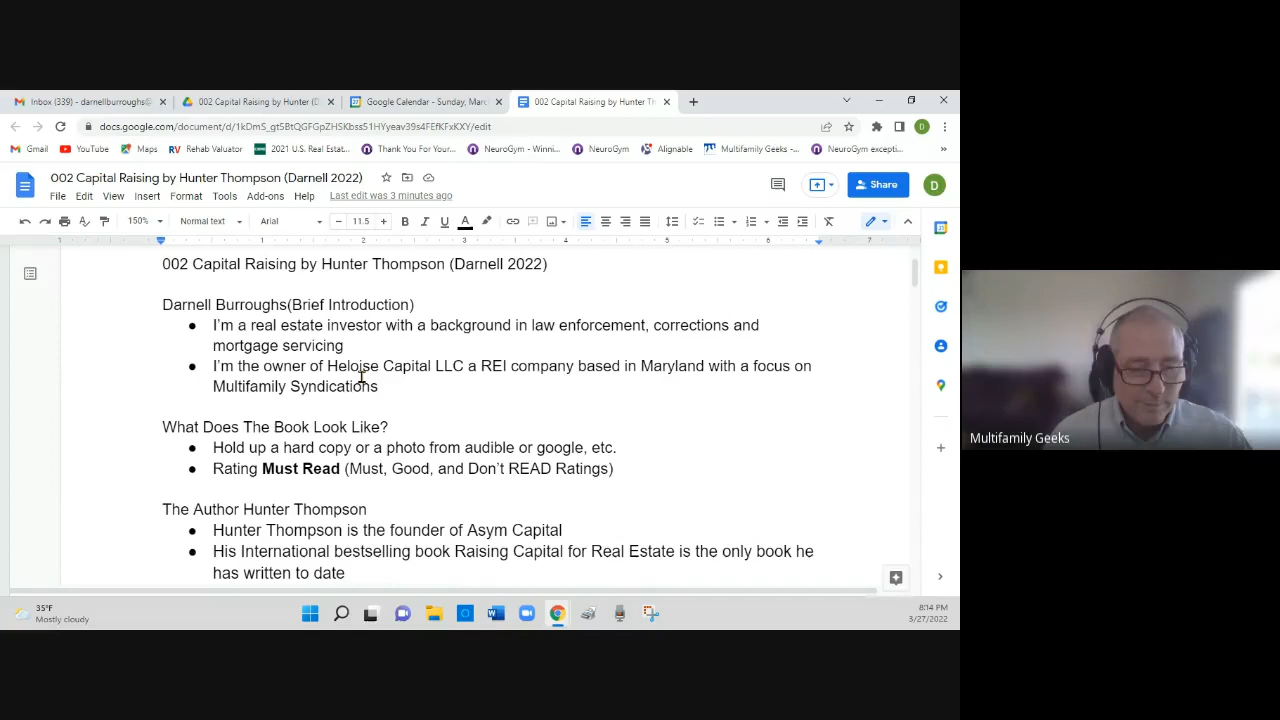 Inbox (339) - darnellburroughs@
002 Capital Raising by Hunter (D
Google Calendar - Sunday, Marc
002 Capital Raising by Hunter Th
docs.google.com/document/d/1kDmS_gt5BtQGFGpZHSKbss51HYyeav39s4FEfKFxKXY/edit
Gmail YouTube Maps Rehab Valuator 2021 U.S. Real Estat... Thank You For Your... NeuroGym - Winni... NeuroGym Alignable Multifamily Geeks -... NeuroGym excepti... »
002 Capital Raising by Hunter Thompson (Darnell 2022)
File Edit View Insert Format Tools Add-ons Help Last edit was 3 minutes ago
Share
D
150% Normal text Arial 11.5 B I U A
1 1 2 3 4 5 6 7
002 Capital Raising by Hunter Thompson (Darnell 2022)
Darnell Burroughs(Brief Introduction)
● I'm a real estate investor with a background in law enforcement, corrections and
mortgage servicing
● I'm the owner of Heloise Capital LLC a REI company based in Maryland with a focus on
Multifamily Syndications
What Does The Book Look Like?
● Hold up a hard copy or a photo from audible or google, etc.
● Rating Must Read (Must, Good, and Don't READ Ratings)
The Author Hunter Thompson
● Hunter Thompson is the founder of Asym Capital
● His International bestselling book Raising Capital for Real Estate is the only book he
has written to date
Multifamily Geeks
35°F
Mostly cloudy
8:14 PM
3/27/2022